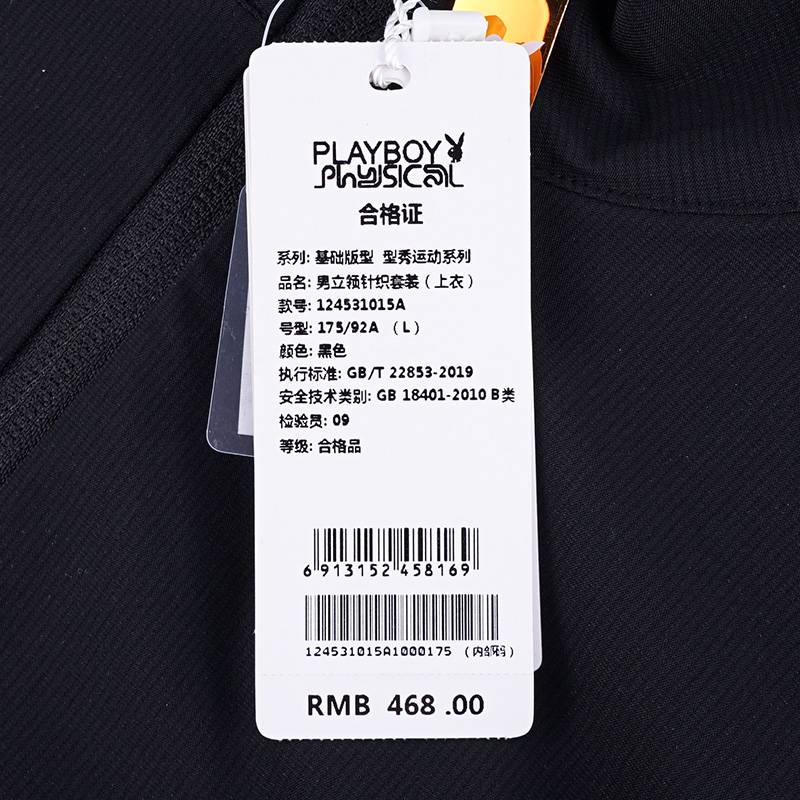 PLAYBOY
Physical
合格证
系列: 基础版型 型秀运动系列
品名: 男立领针织套装（上衣）
款号: 124531015A
号型: 175/92A （L）
颜色: 黑色
执行标准: GB/T 22853-2019
安全技术类别: GB 18401-2010 B类
检验员: 09
等级: 合格品
6 913152 458169
124531015A1000175 （内部码）
RMB 468.00